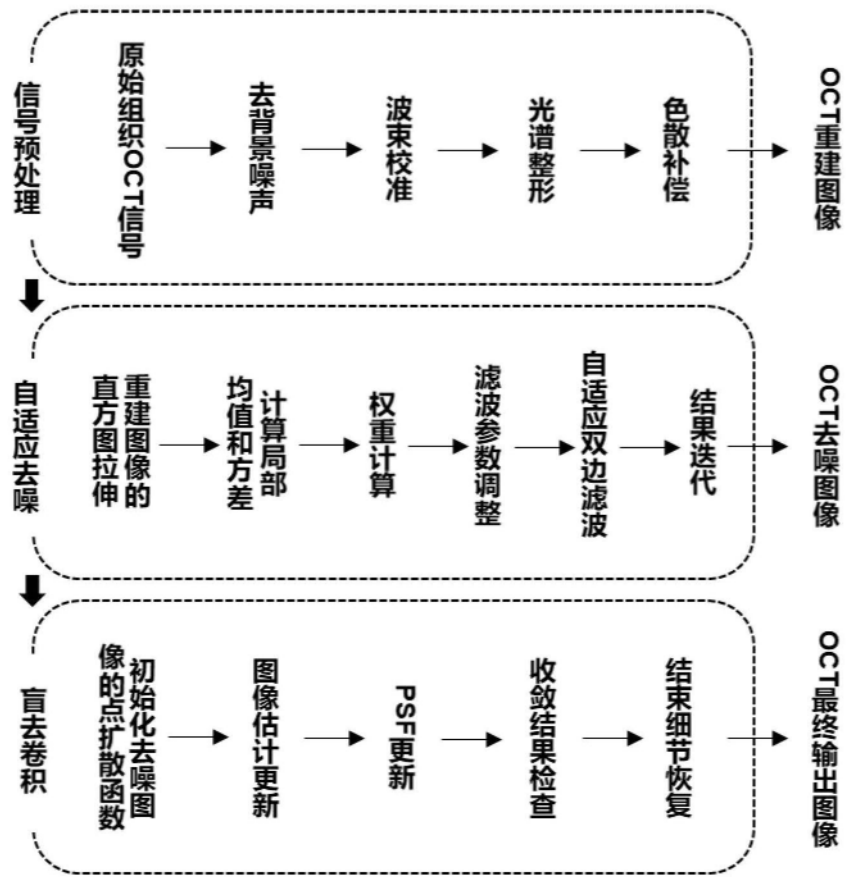 信号预处理
原始组织OCT信号
去背景噪声
波束校准
光谱整形
色散补偿
OCT重建图像
自适应去噪
重建图像的
直方图拉伸
计算局部
均值和方差
权重计算
滤波参数调整
自适应双边滤波
结果迭代
OCT去噪图像
盲去卷积
初始化去噪图
像的点扩散函数
图像估计更新
PSF更新
收敛结果检查
结束细节恢复
OCT最终输出图像